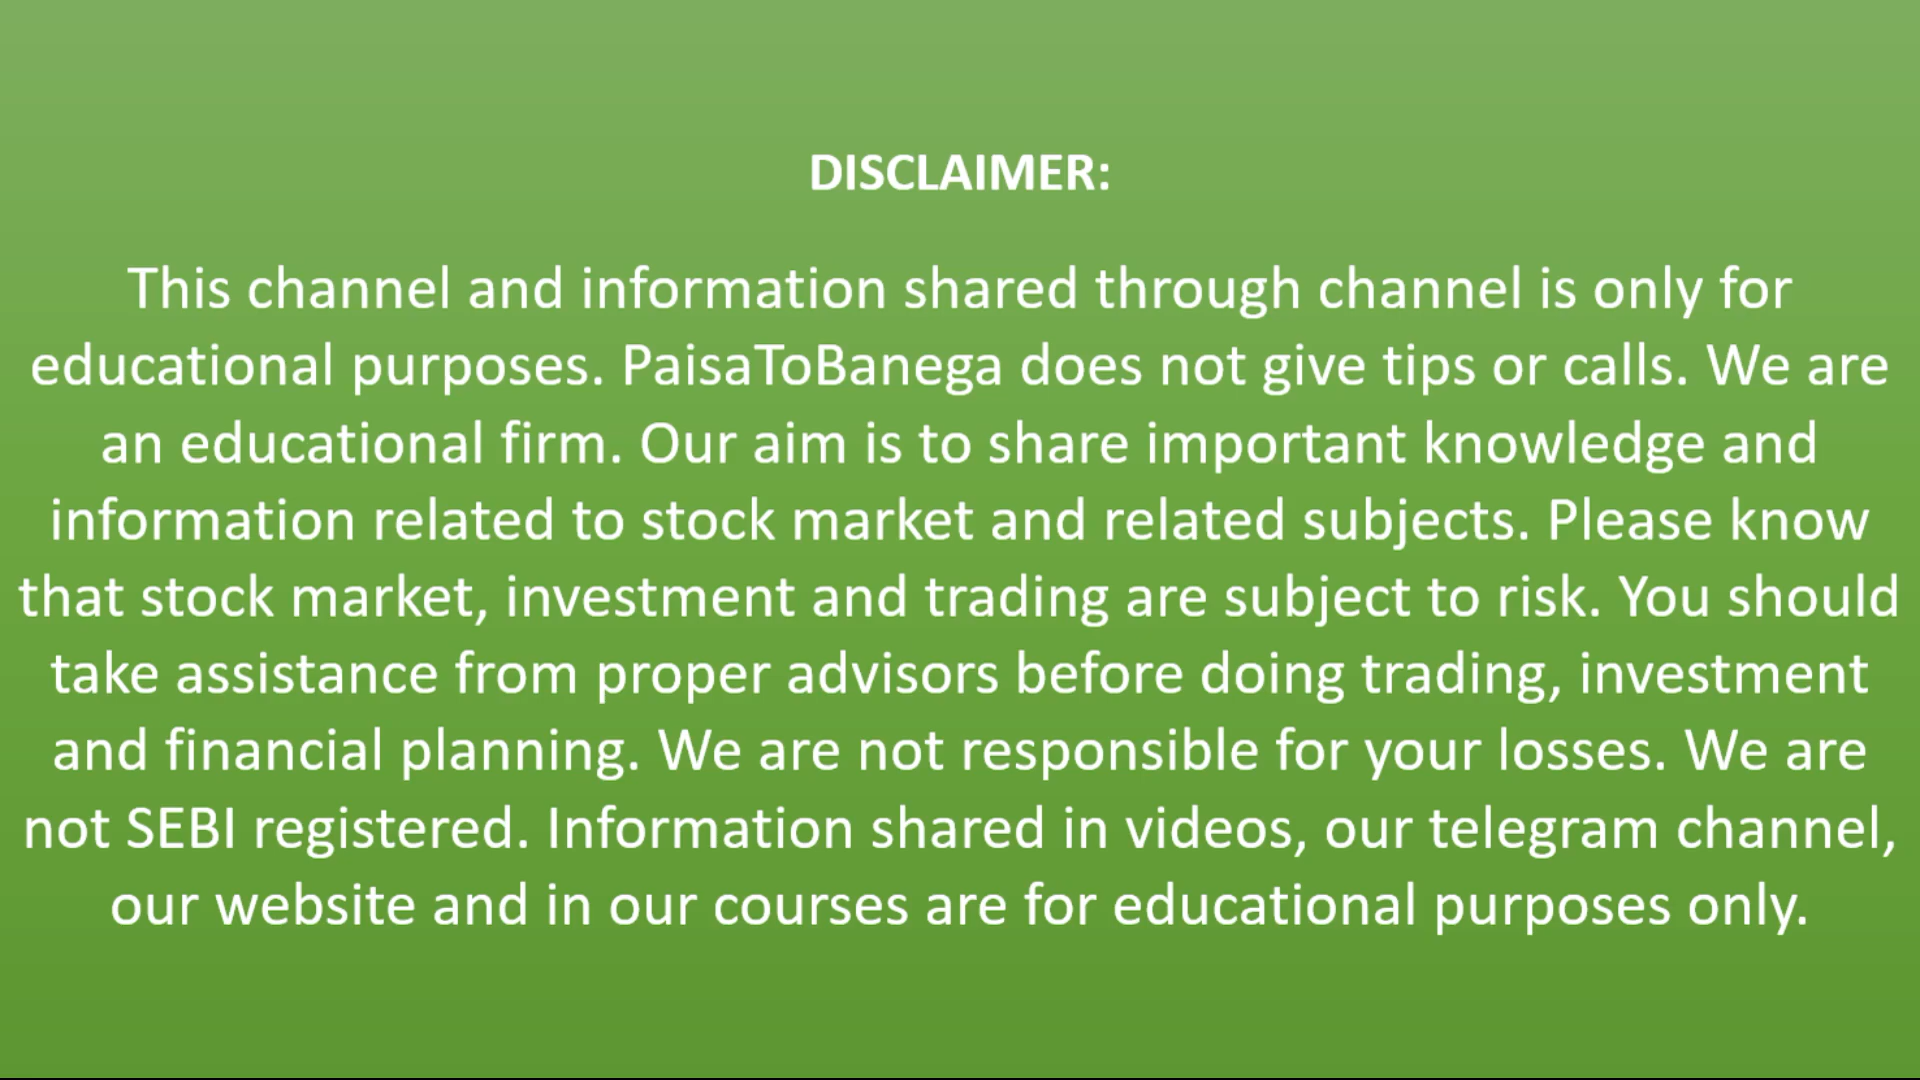 DISCLAIMER:
This channel and information shared through channel is only for
educational purposes. PaisaToBanega does not give tips or calls. We are
an educational firm. Our aim is to share important knowledge and
information related to stock market and related subjects. Please know
that stock market, investment and trading are subject to risk. You should
take assistance from proper advisors before doing trading, investment
and financial planning. We are not responsible for your losses. We are
not SEBI registered. Information shared in videos, our telegram channel,
our website and in our courses are for educational purposes only.